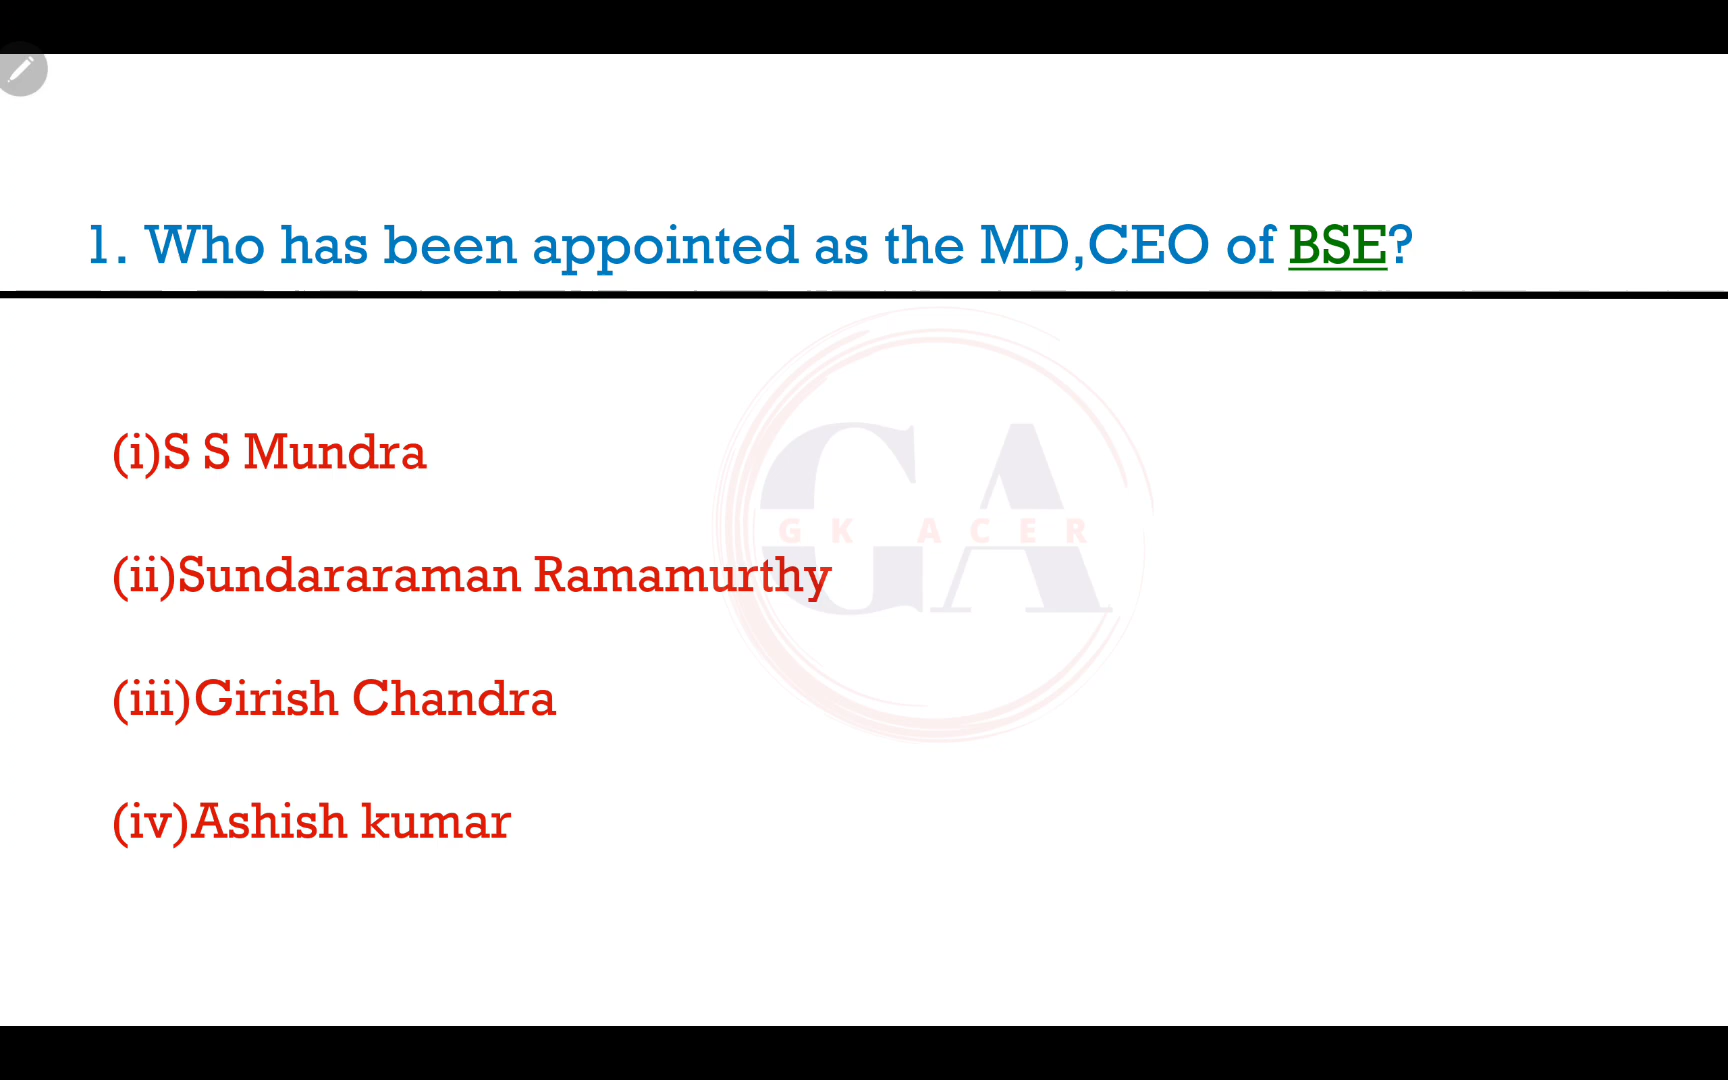 1. Who has been appointed as the MD,CEO of BSE?
(i)S S Mundra
(ii)Sundararaman Ramamurthy
(iii)Girish Chandra
(iv)Ashish kumar
GA
GK ACER